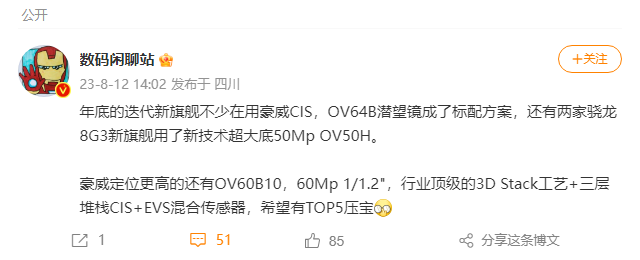 公开
数码闲聊站
23-8-12 14:02 发布于 四川
+关注
年底的迭代新旗舰不少在用豪威CIS，OV64B潜望镜成了标配方案，还有两家骁龙
8G3新旗舰用了新技术超大底50Mp OV50H。
豪威定位更高的还有OV60B10，60Mp 1/1.2"，行业顶级的3D Stack工艺+三层
堆栈CIS+EVS混合传感器，希望有TOP5压宝
1
51
85
分享这条博文